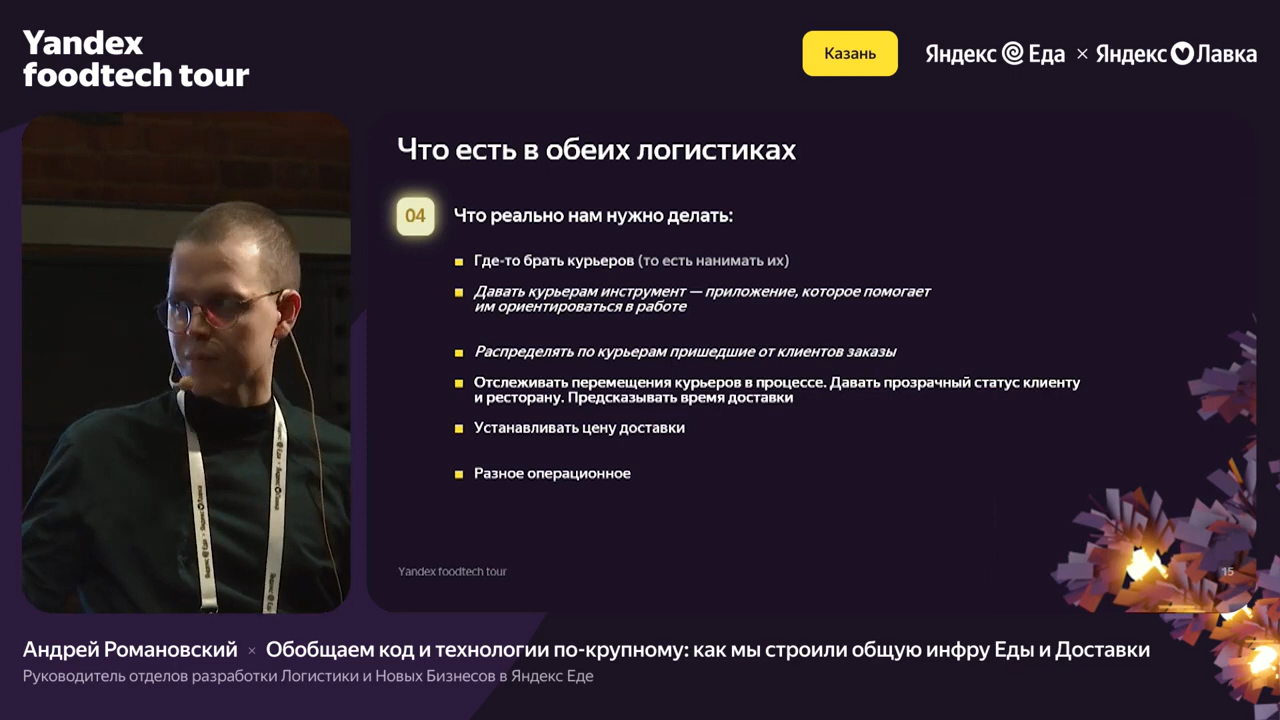 Yandex
foodtech tour
Казань
Яндекс Еда × Яндекс Лавка
Что есть в обеих логистиках
04
Что реально нам нужно делать:
Где-то брать курьеров (то есть нанимать их)
Давать курьерам инструмент — приложение, которое помогает
им ориентироваться в работе
Распределять по курьерам пришедшие от клиентов заказы
Отслеживать перемещения курьеров в процессе. Давать прозрачный статус клиенту
и ресторану. Предсказывать время доставки
Устанавливать цену доставки
Разное операционное
Yandex foodtech tour
15
Андрей Романовский × Обобщаем код и технологии по-крупному: как мы строили общую инфру Еды и Доставки
Руководитель отделов разработки Логистики и Новых Бизнесов в Яндекс Еде